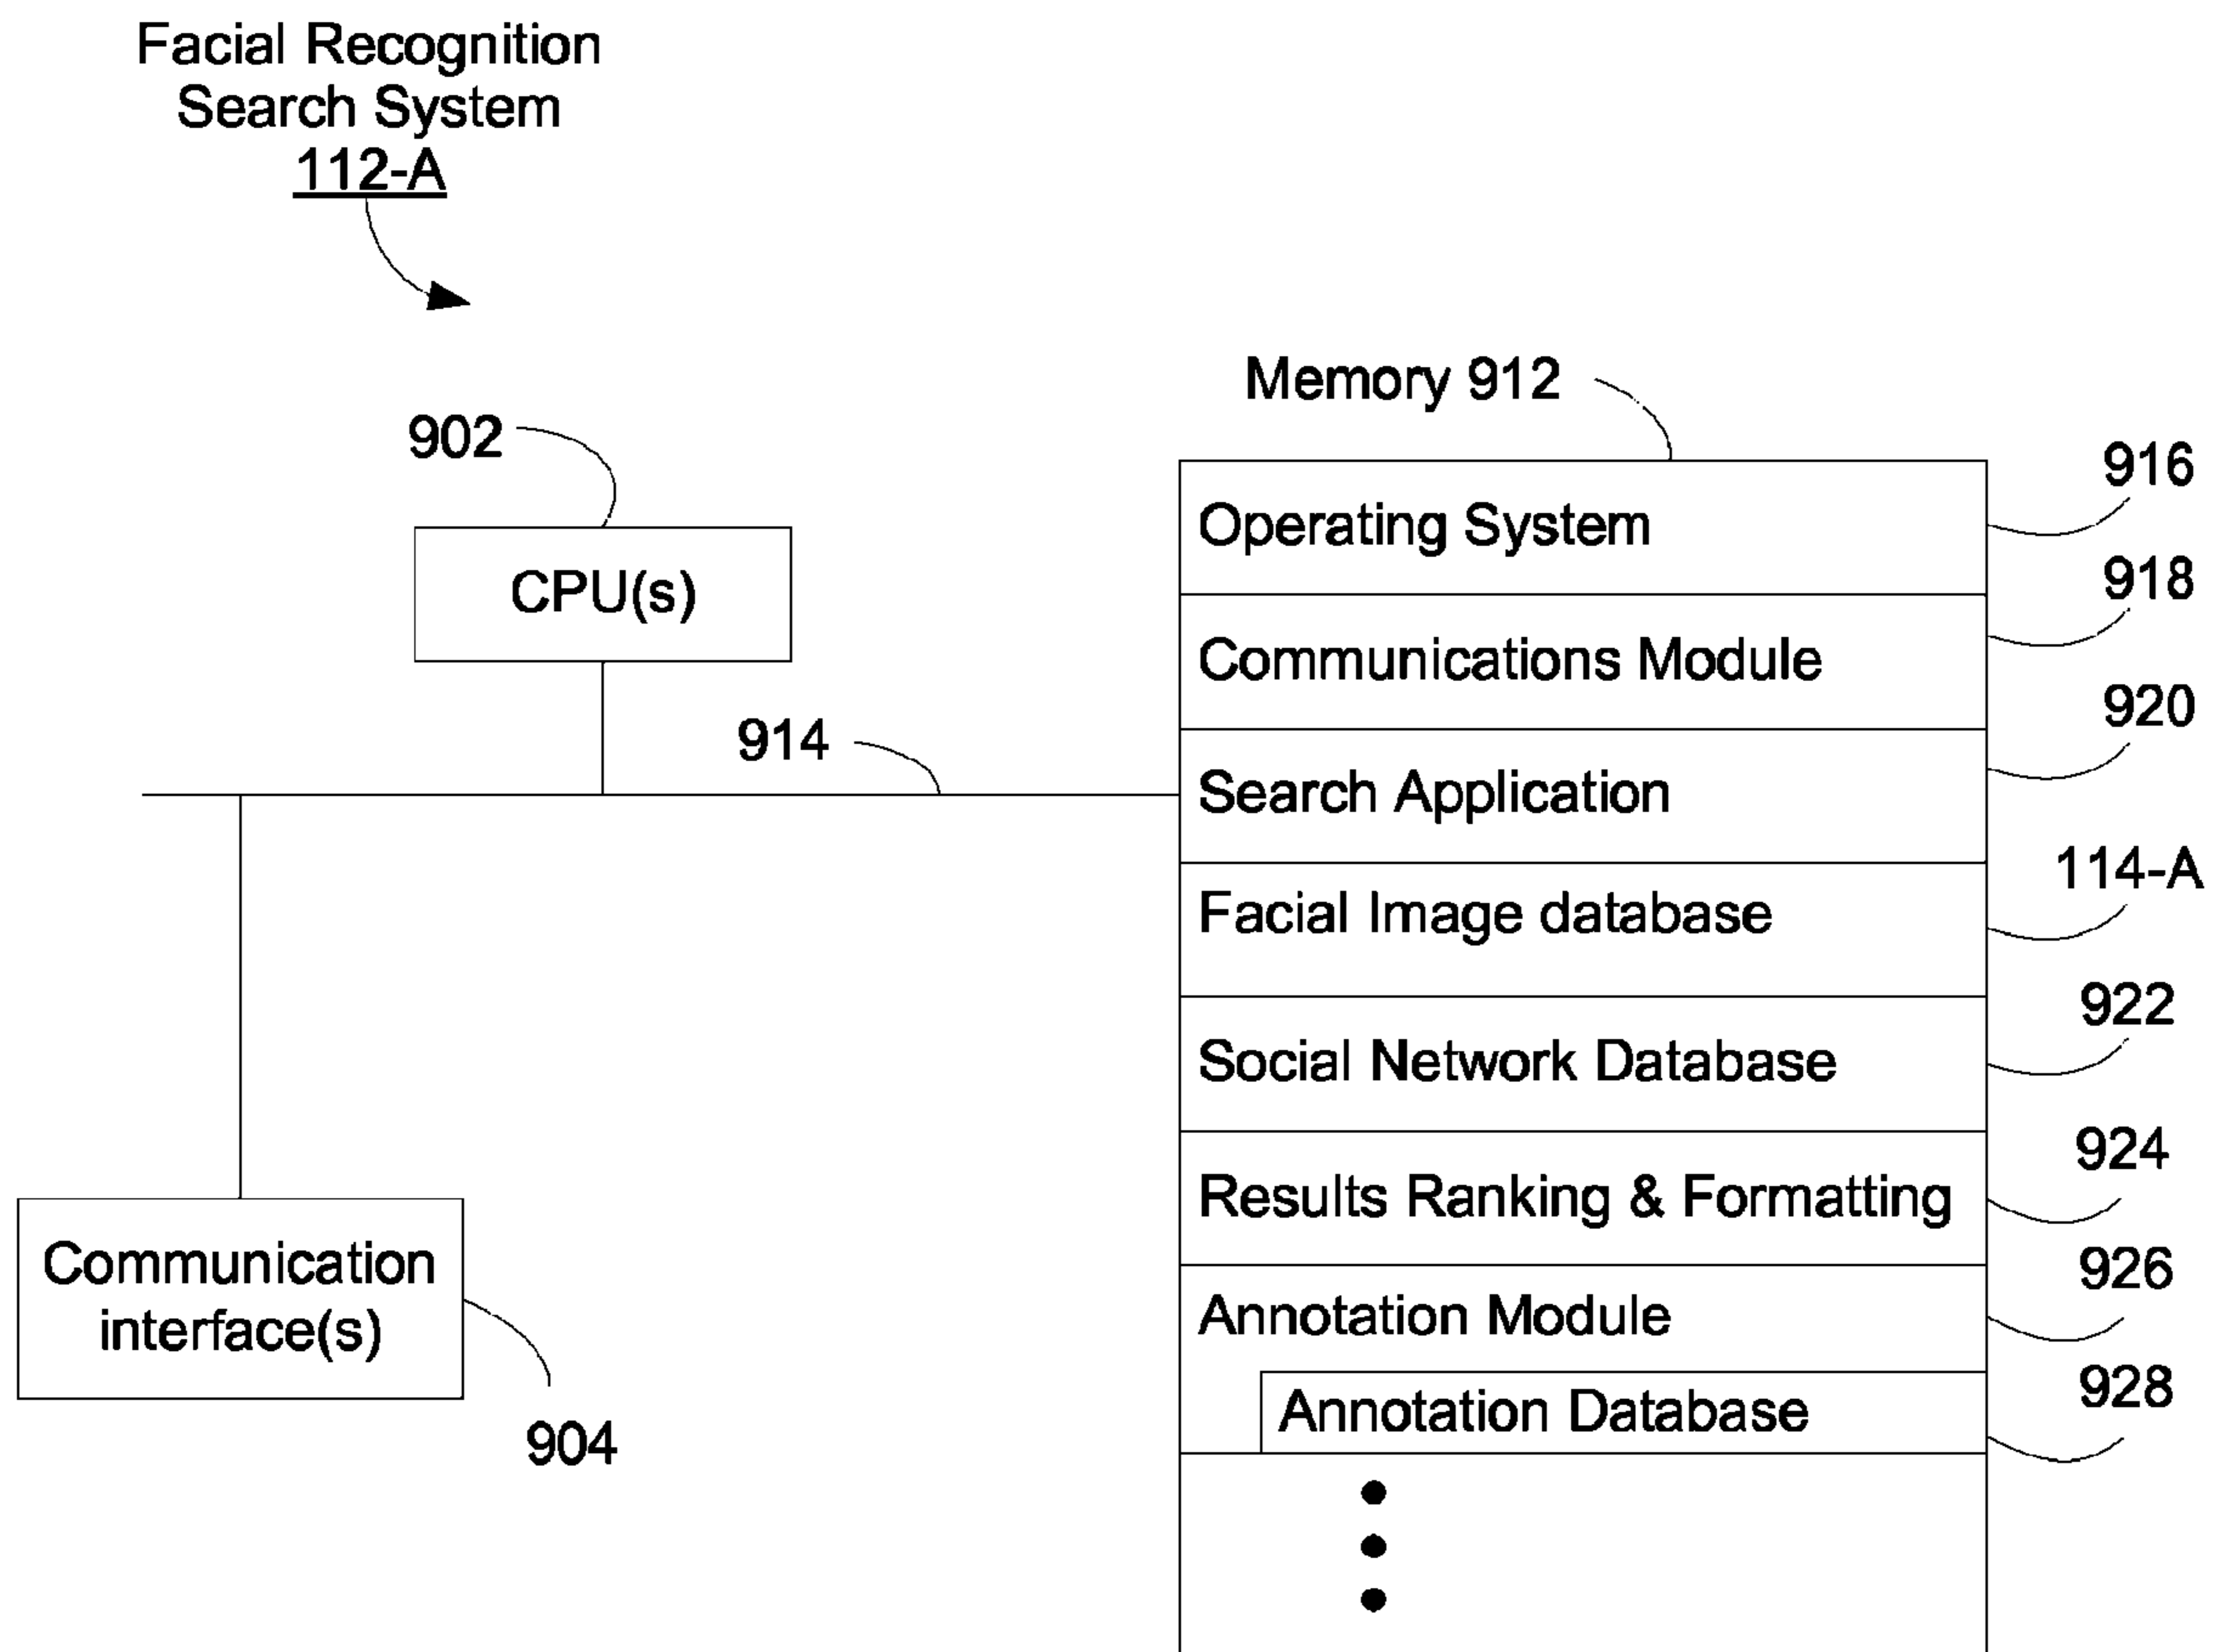 Facial Recognition
Search System
112-A
Memory 912
902
916
Operating System
918
CPU(s)
Communications Module
920
914
Search Application
114-A
Facial Image database
922
Social Network Database
924
Results Ranking & Formatting
926
Communication
interface(s)
Annotation Module
928
Annotation Database
904